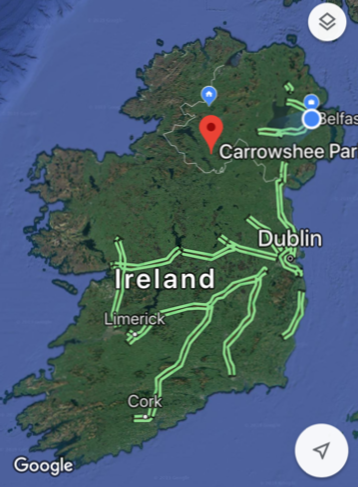 Belfas
Carrowshee Par
Dublin
Ireland
Limerick
Cork
Google